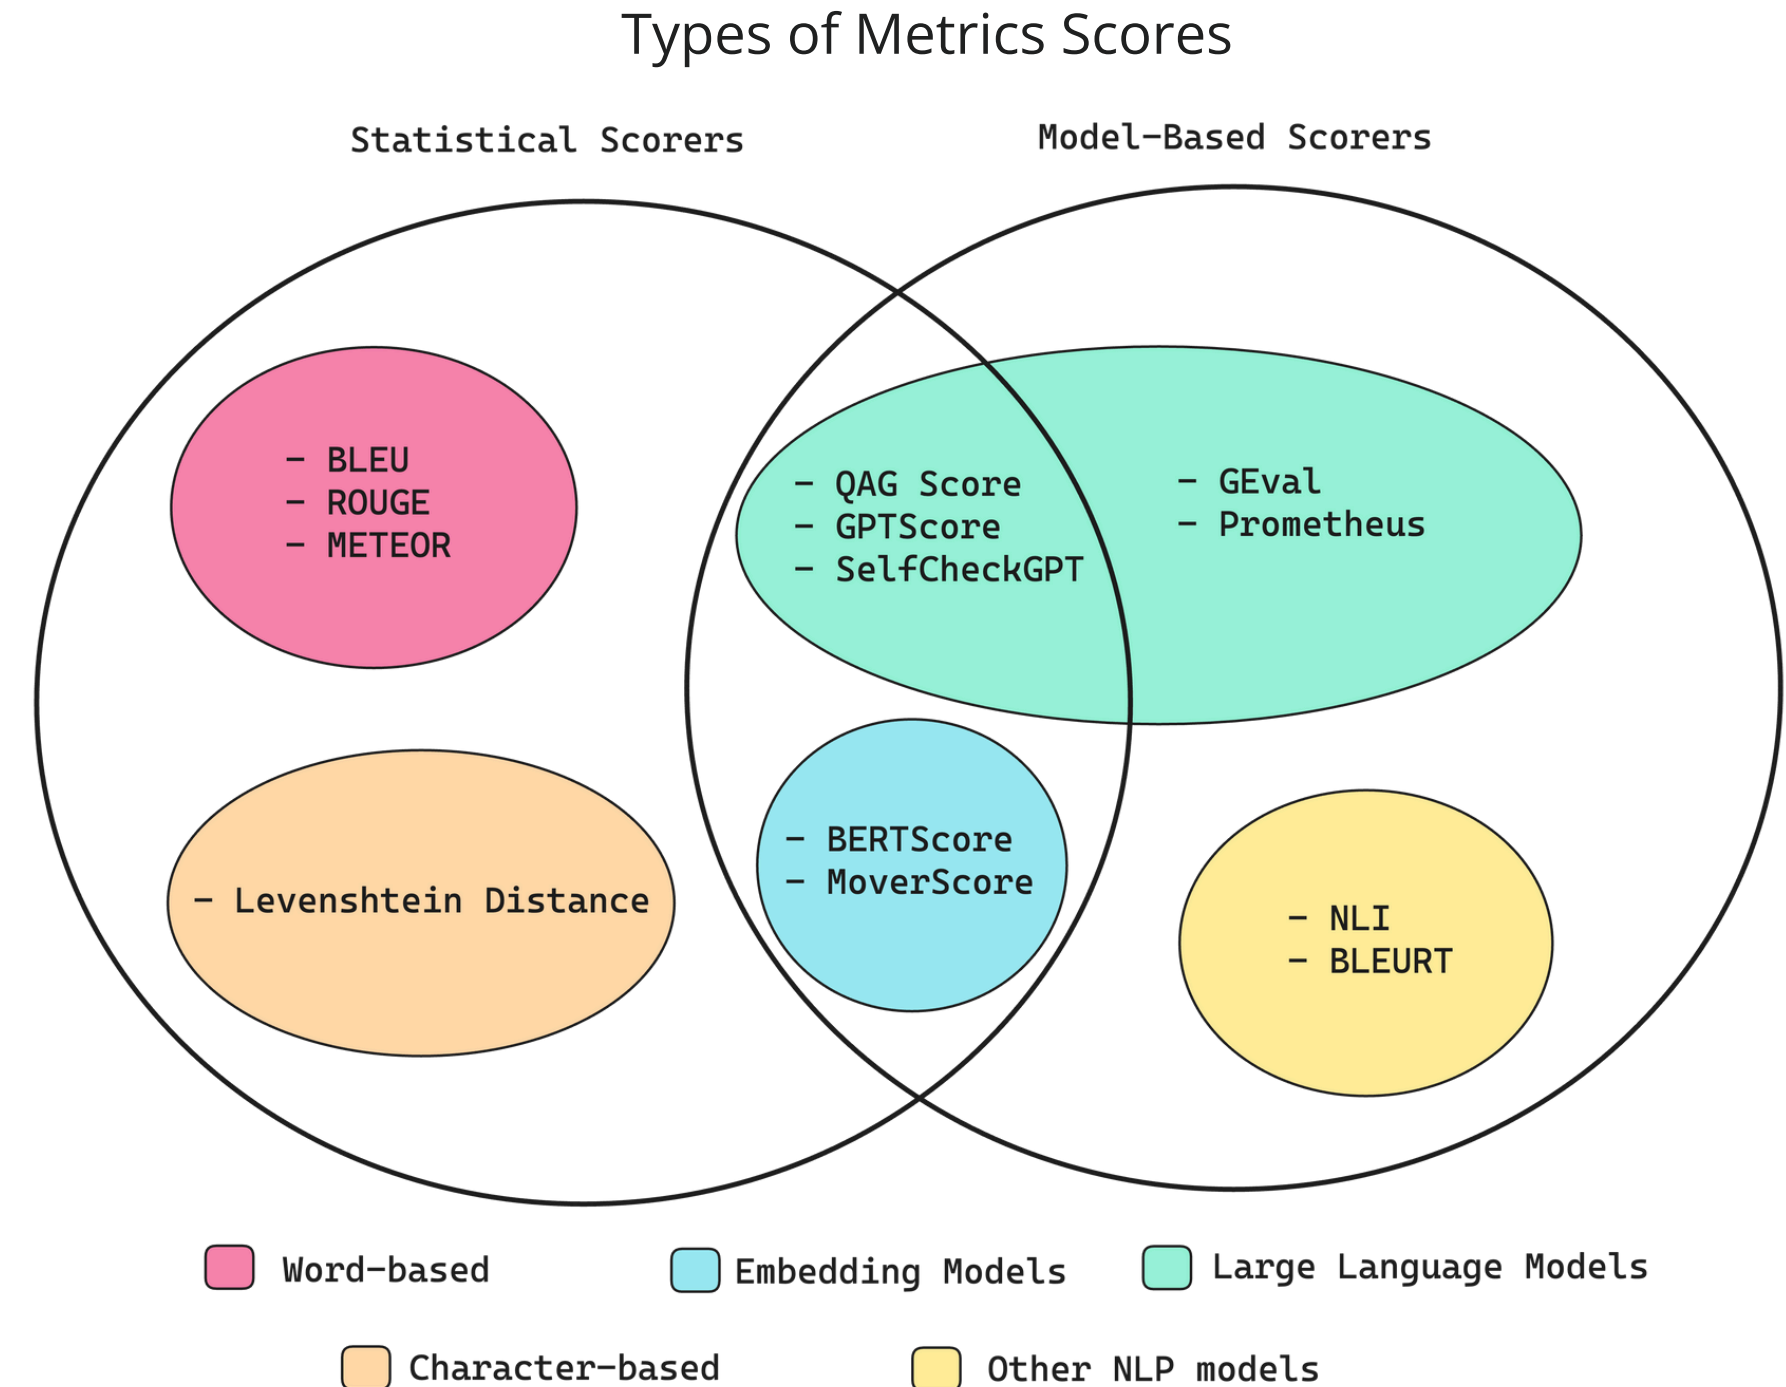 Types of Metrics Scores
Statistical Scorers
Model-Based Scorers
- BLEU
- ROUGE
- METEOR
- QAG Score
- GPTScore
- SelfCheckGPT
- GEval
- Prometheus
- Levenshtein Distance
- BERTScore
- MoverScore
- NLI
- BLEURT
Word-based
Embedding Models
Large Language Models
Character-based
Other NLP models